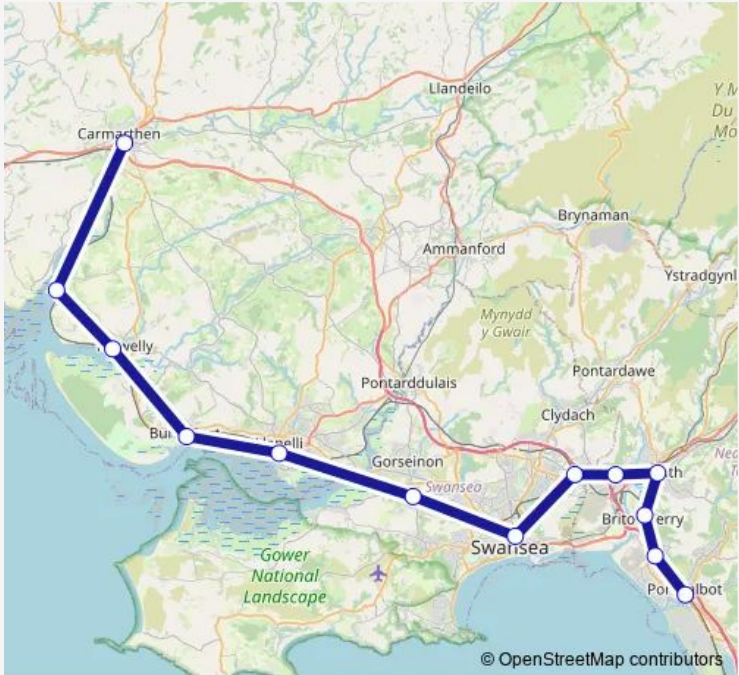 Y M
Llandeilo
Du
Mo
Carmarthen
Brynaman
Ammanford
Ystradgynl
Mynydd
y Gwair
Pontarddulais
Pontardawe
Clydach
Gorseinon
Swansea
Swansea
Gower
National
Landscape
© OpenStreetMap contributors